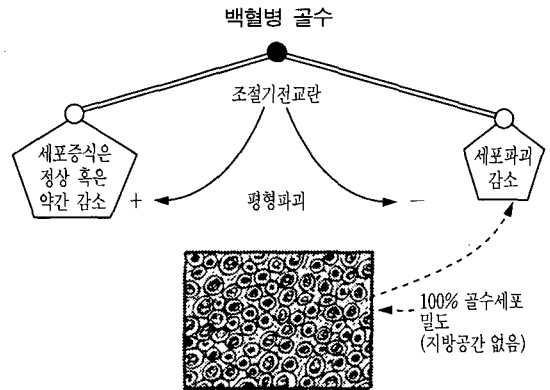 백혈병 골수
조절기전교란
세포증식은
정상 혹은
약간 감소
세포파괴
감소
+
평형파괴
−
100% 골수세포
밀도
(지방공간 없음)